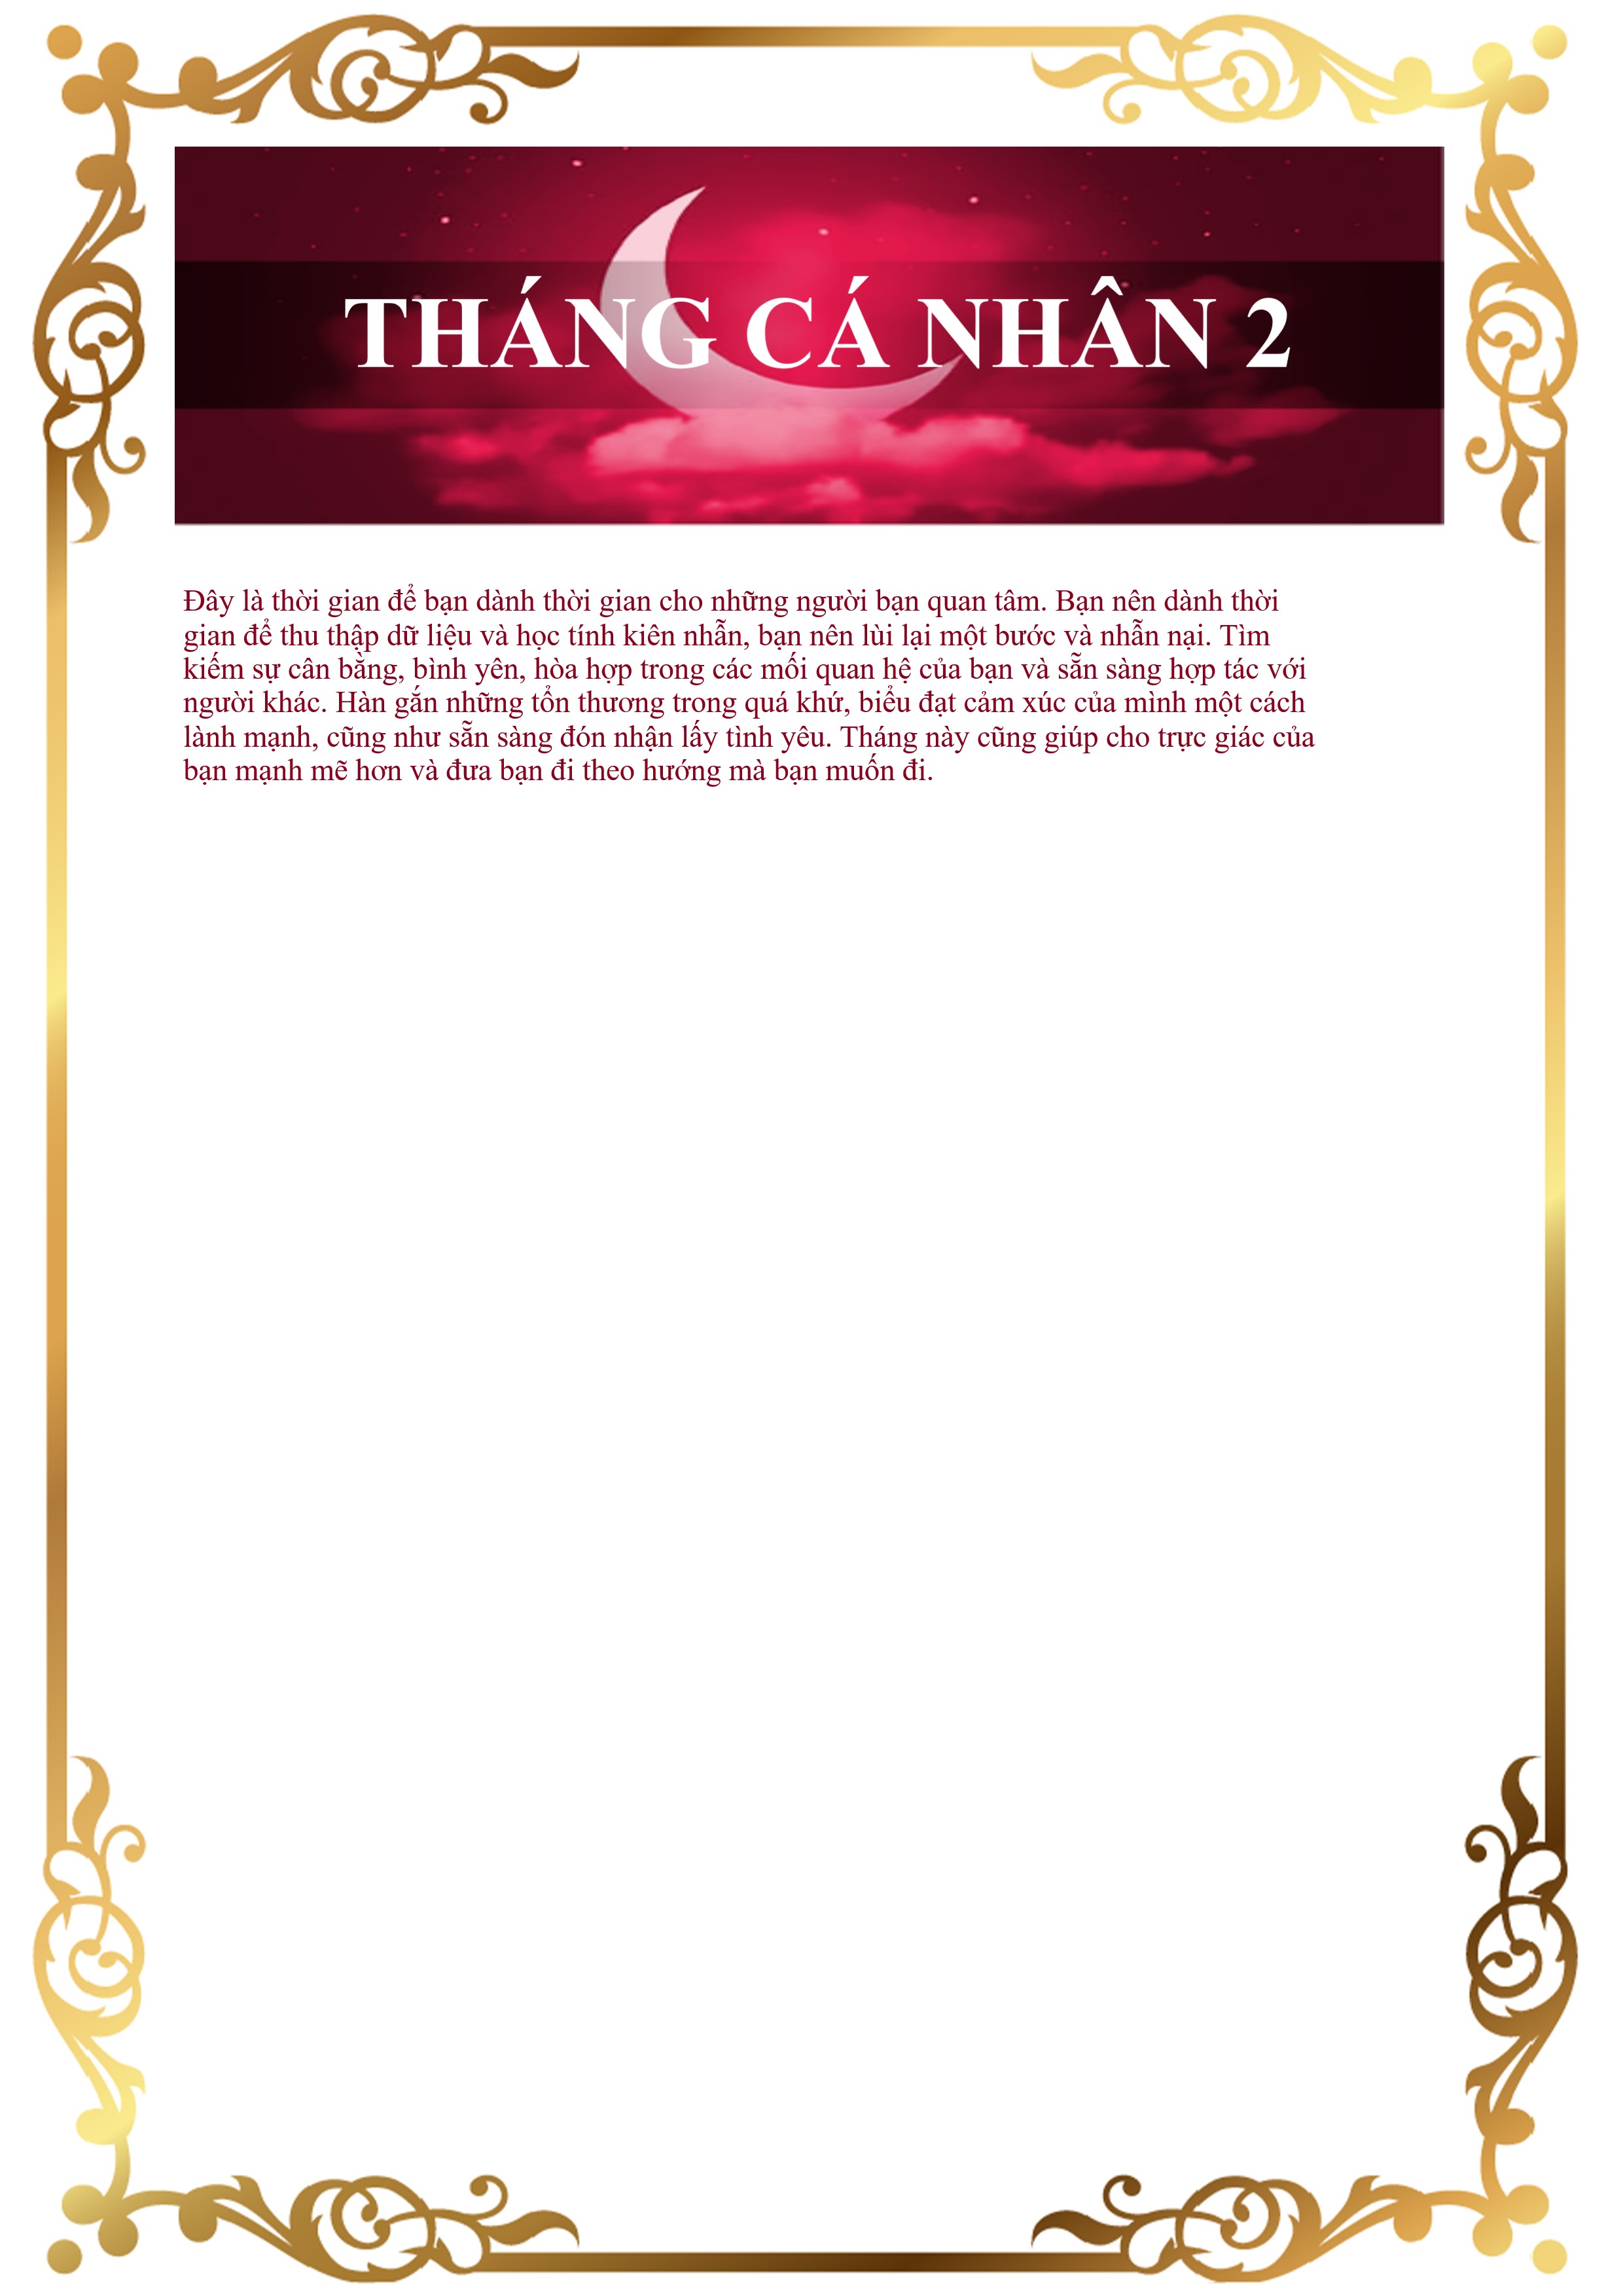 THÁNG CÁ NHÂN 2
Đây là thời gian để bạn dành thời gian cho những người bạn quan tâm. Bạn nên dành thời
gian để thu thập dữ liệu và học tính kiên nhẫn, bạn nên lùi lại một bước và nhẫn nại. Tìm
kiếm sự cân bằng, bình yên, hòa hợp trong các mối quan hệ của bạn và sẵn sàng hợp tác với
người khác. Hàn gắn những tổn thương trong quá khứ, biểu đạt cảm xúc của mình một cách
lành mạnh, cũng như sẵn sàng đón nhận lấy tình yêu. Tháng này cũng giúp cho trực giác của
bạn mạnh mẽ hơn và đưa bạn đi theo hướng mà bạn muốn đi.